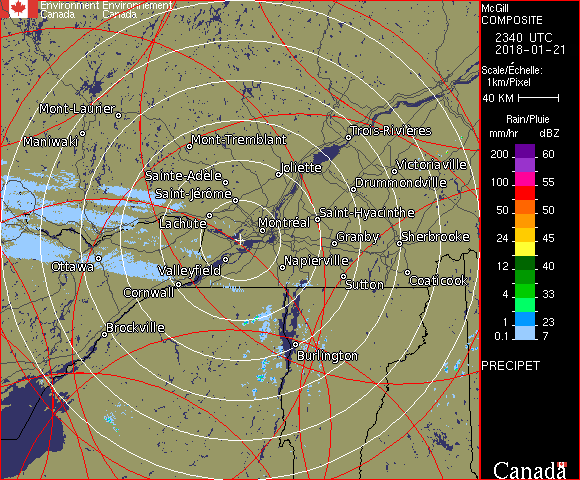 Environment Environnement
Canada Canada
McGill
COMPOSITE
2340 UTC
2018-01-21
Scale/Échelle:
1km/Pixel
40 KM
Rain/Pluie
mm/hr dBZ
200 60
100 55
50 50
24 45
12 40
4 33
1 23
0.1 7
PRECIPET
Canada
Mont-Laurier
Maniwaki
Mont-Tremblant
Trois-Rivières
Joliette
Victoriaville
Sainte-Adèle
Drummondville
Saint-Jérôme
Saint-Hyacinthe
Lachute
Montréal
Granby
Sherbrooke
Ottawa
Valleyfield
Napierville
Cornwall
Sutton
Coaticook
Brockville
Burlington